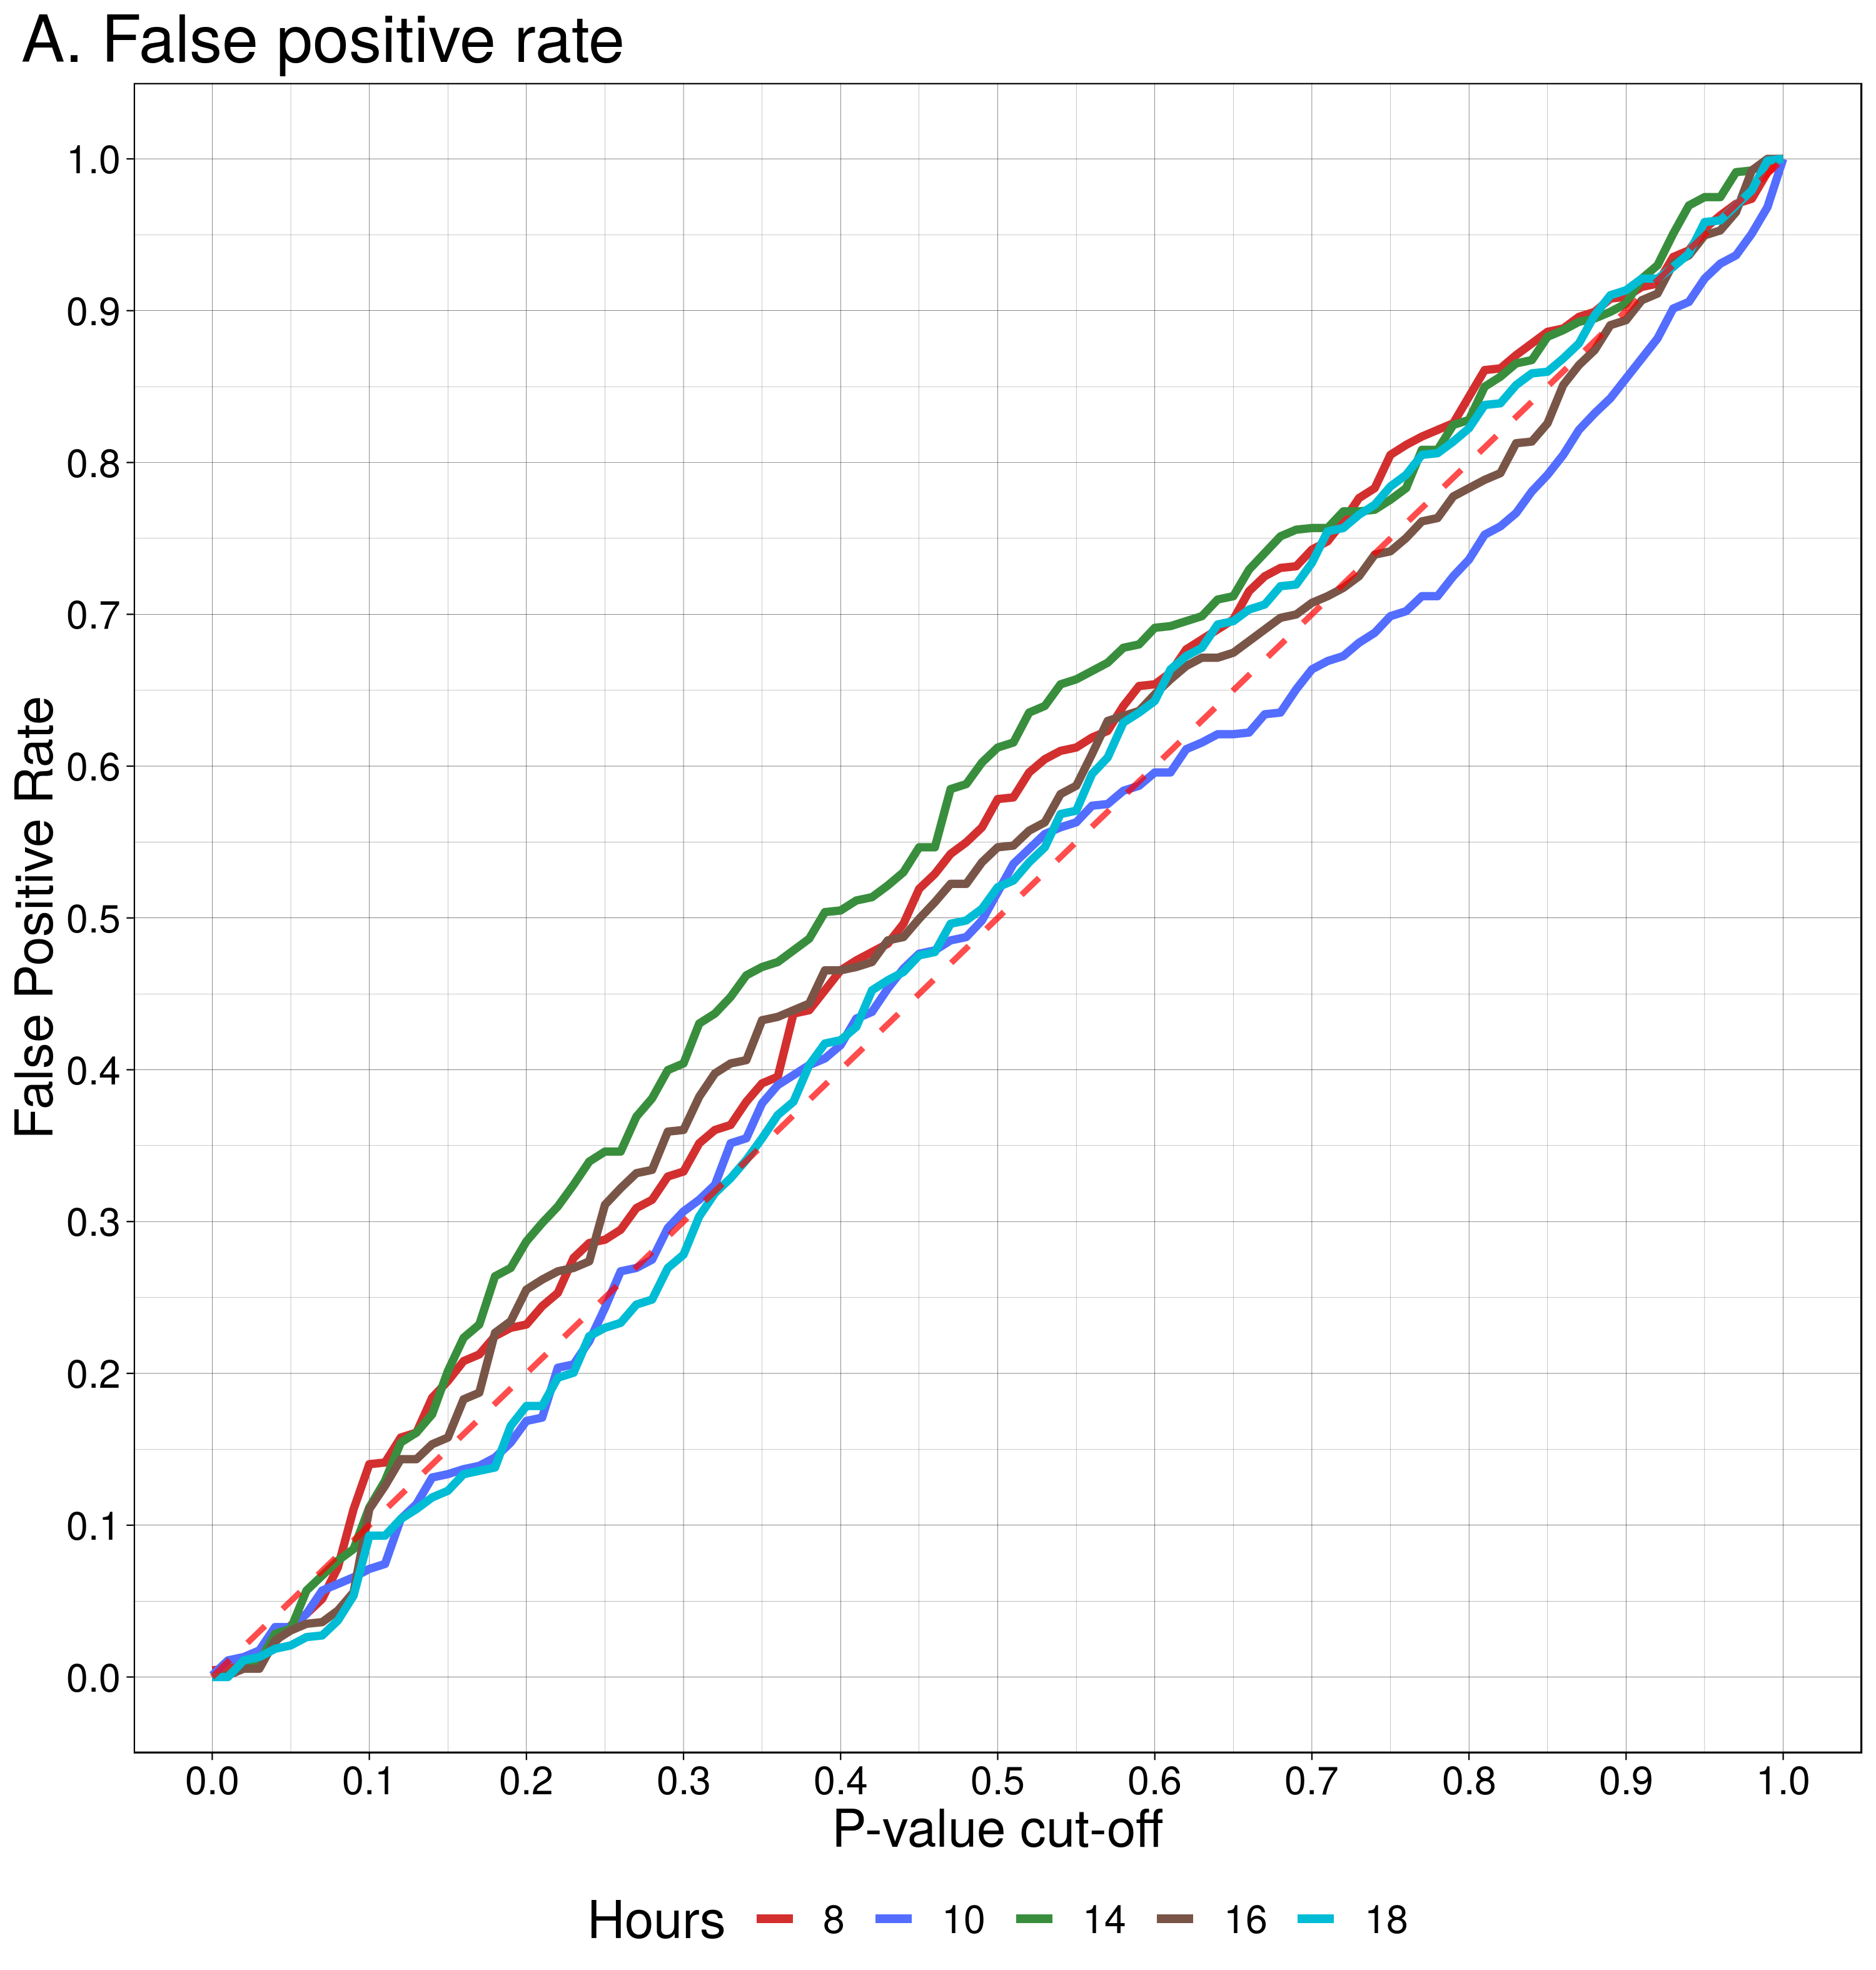 A. False positive rate
False Positive Rate
1.0
0.9
0.8
0.7
0.6
0.5
0.4
0.3
0.2
0.1
0.0
0.0 0.1 0.2 0.3 0.4 0.5 0.6 0.7 0.8 0.9 1.0
P-value cut-off
Hours 8 10 14 16 18